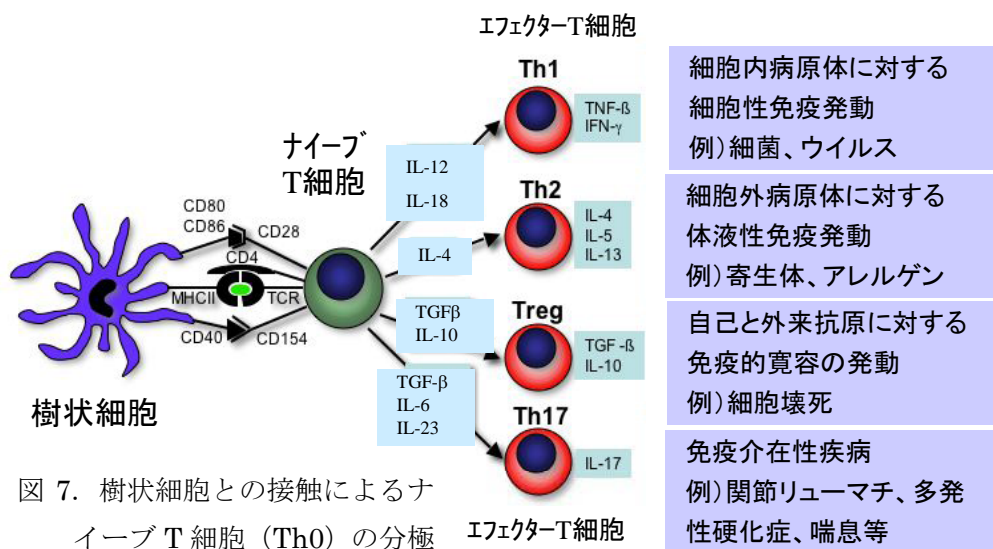 エフェクターT細胞
Th1
TNF-ß
IFN-γ
細胞内病原体に対する
細胞性免疫発動
例）細菌、ウイルス
ナイーブ
T細胞
IL-12
IL-18
Th2
IL-4
IL-5
IL-13
細胞外病原体に対する
体液性免疫発動
例）寄生体、アレルゲン
CD80
CD86
CD28
CD4
MHCII
TCR
CD40
CD154
IL-4
TGFβ
IL-10
Treg
TGF-ß
IL-10
自己と外来抗原に対する
免疫的寛容の発動
例）細胞壊死
樹状細胞
TGF-β
IL-6
IL-23
Th17
IL-17
免疫介在性疾病
例）関節リューマチ、多発
性硬化症、喘息等
エフェクターT細胞
図 7. 樹状細胞との接触によるナ
イーブ T 細胞（Th0）の分極